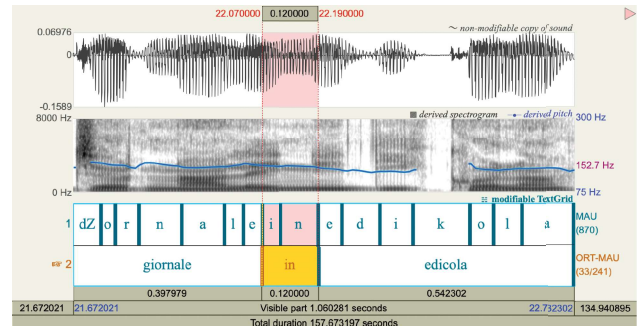 22.070000 0.120000 22.190000
0.06976 ~ non-modifiable copy of sound
0
-0.1589
8000 Hz derived spectrogram derived pitch 300 Hz
152.7 Hz
0 Hz 75 Hz
modifiable TextGrid
1 dZ o r n a l e i n e d i k o l a MAU
(870)
2 giornale in edicola ORT-MAU
(33/241)
0.397979 0.120000 0.542302
21.672021 21.672021 Visible part 1.060281 seconds 22.732302 134.940895
Total duration 157.673197 seconds